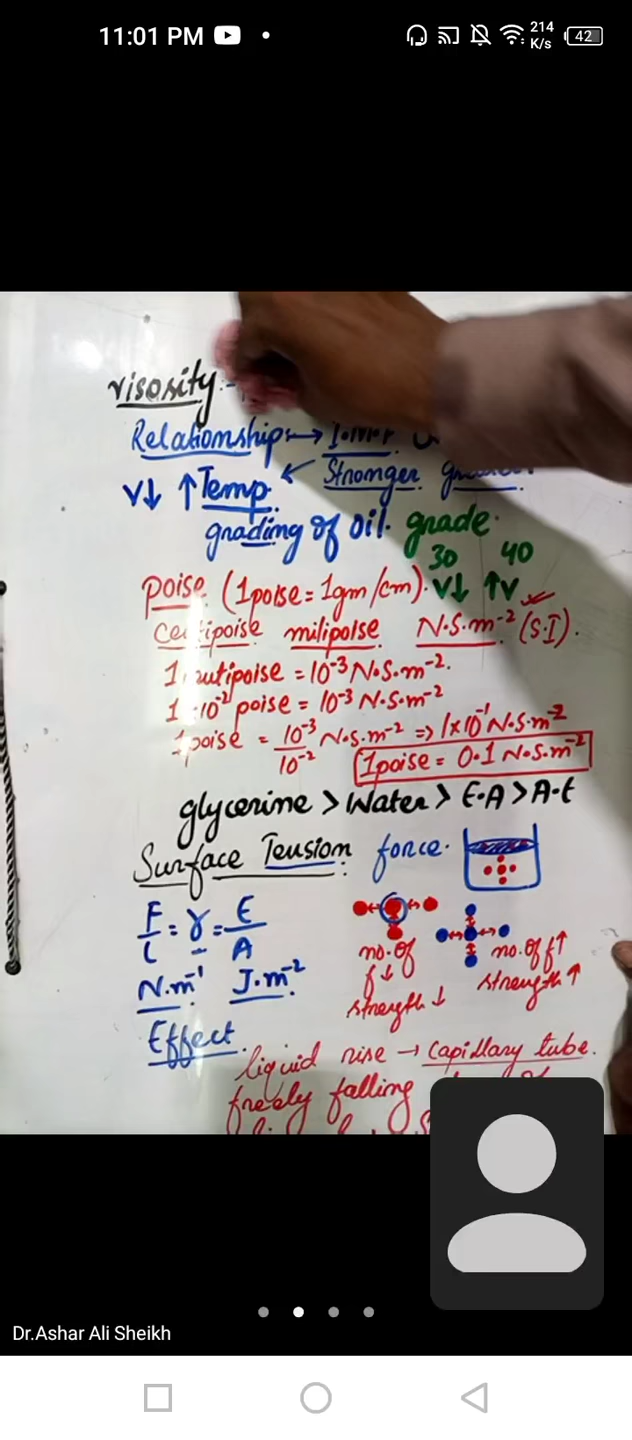 11:01 PM
214
K/s
42
visosity:-
Relationship:→
Stronger
V↓ ↑Temp.
grading of oil. grade.
30 40
poise (1poise = 1gm/cm). V↓ ↑V
milipoise N.S.m⁻² (S.I).
= 10⁻³ N.S.m⁻².
10⁻² poise = 10⁻³ N.S.m⁻²
1poise = 10⁻³/10⁻² N.S.m⁻² => 1×10⁻¹ N.S.m⁻²
1poise = 0.1 N.S.m⁻²
glycerine > Water > E.A > A.E
Surface Tension: force.
F/l = γ = E/A
N.m⁻¹ J.m⁻²
no. of
f↓
strength ↓
no. of f↑
strength ↑
Effect.
liquid rise → capillary tube.
freely falling
Dr.Ashar Ali Sheikh